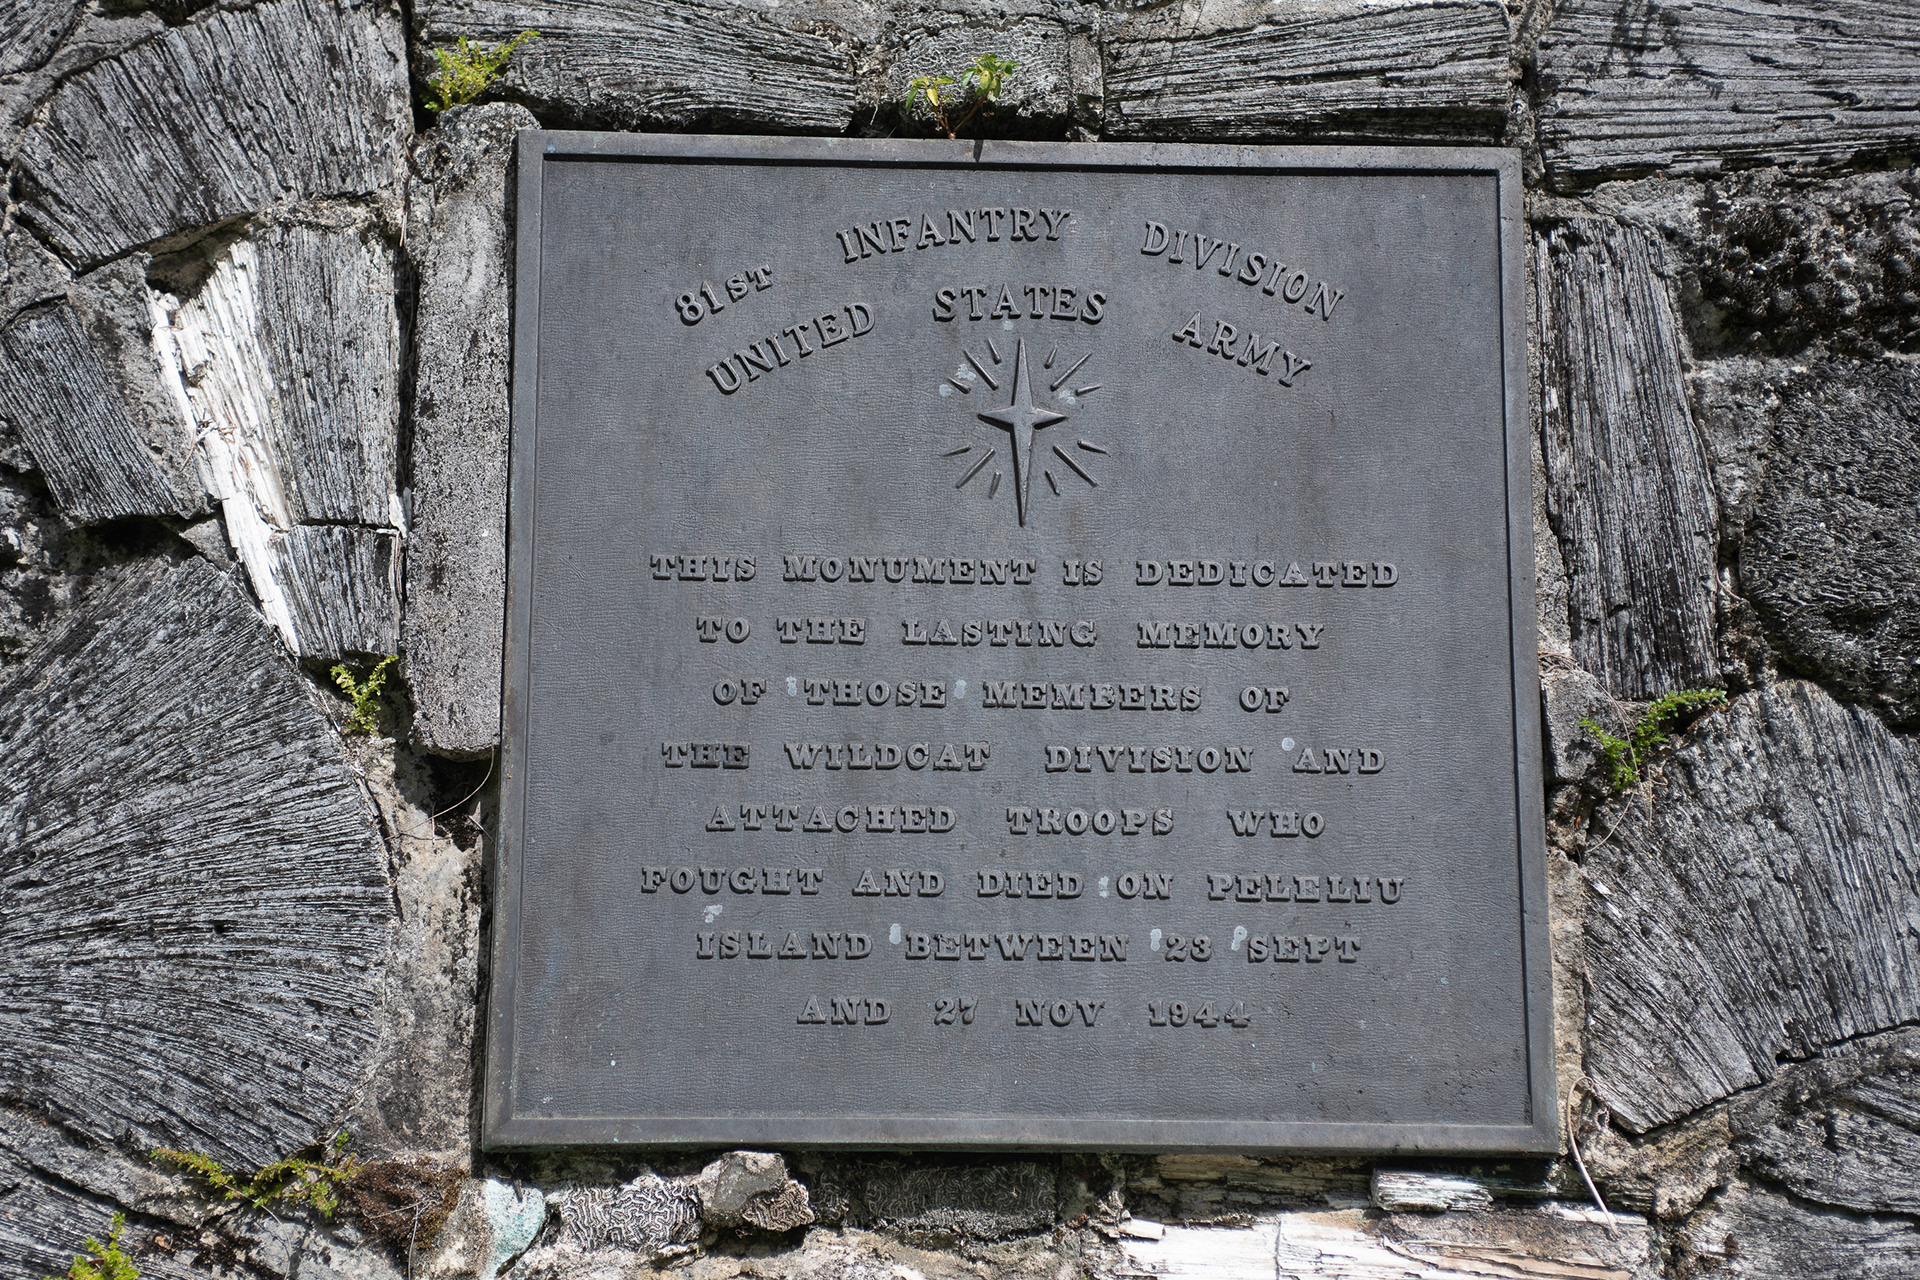 81ST INFANTRY DIVISION
UNITED STATES ARMY
THIS MONUMENT IS DEDICATED
TO THE LASTING MEMORY
OF THOSE MEMBERS OF
THE WILDCAT DIVISION AND
ATTACHED TROOPS WHO
FOUGHT AND DIED ON PELELIU
ISLAND BETWEEN 23 SEPT
AND 27 NOV 1944